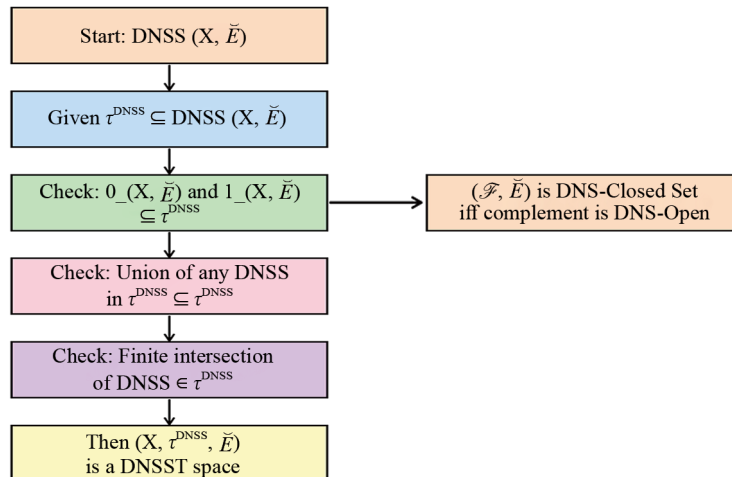 Start: DNSS (X, Ĕ)
Given τ^DNSS ⊆ DNSS (X, Ĕ)
Check: 0_(X, Ĕ) and 1_(X, Ĕ)
⊆ τ^DNSS
(ℱ, Ĕ) is DNS-Closed Set
iff complement is DNS-Open
Check: Union of any DNSS
in τ^DNSS ⊆ τ^DNSS
Check: Finite intersection
of DNSS ∈ τ^DNSS
Then (X, τ^DNSS, Ĕ)
is a DNSST space